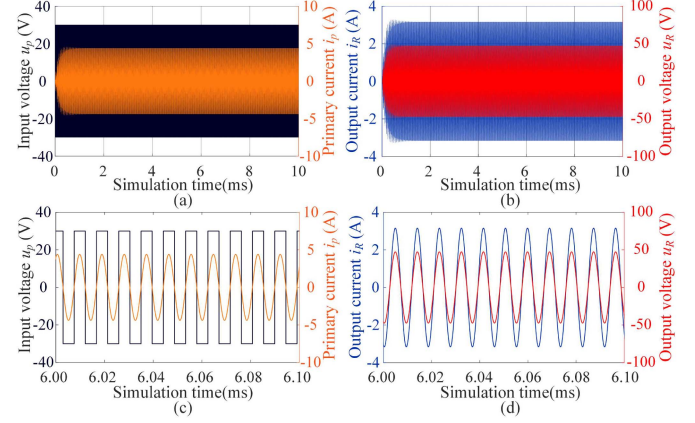 40
20
0
-20
-40
Input voltage u_p (V)
10
5
0
-5
-10
Primary current i_p (A)
0 2 4 6 8 10
Simulation time(ms)
(a)
4
2
0
2
4
Output current i_R (A)
100
50
0
-50
-100
Output voltage u_R (V)
0 2 4 6 8 10
Simulation time(ms)
(b)
40
20
0
-20
-40
Input voltage u_p (V)
10
5
0
-5
-10
Primary current i_p (A)
6.00 6.02 6.04 6.06 6.08 6.10
Simulation time(ms)
(c)
4
2
0
-2
-4
Output current i_R (A)
100
50
0
-50
-100
Output voltage u_R (V)
6.00 6.02 6.04 6.06 6.08 6.10
Simulation time(ms)
(d)